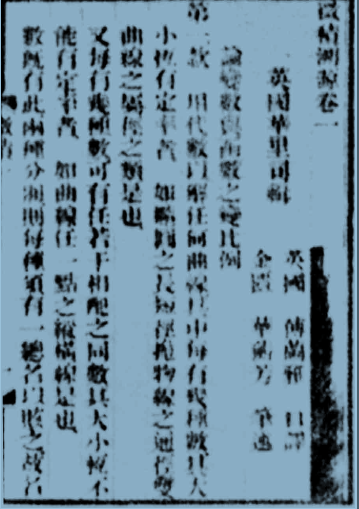 微積溯源卷一
英國華里司輯
英國　傅蘭雅　口譯
金匱　華蘅芳　筆述
論變數與函數之變比例
第一款　用代數以解任何曲線其中每有幾種數其大
小恆有定率者如橢圓之長短徑拋物線之通徑雙
曲線之屬徑之類是也
又每有幾種數可有任若干相配之同數其大小恆不
能有定率者如曲線任一點之縱橫線是也
數既有此兩種分別則每種須有一總名以賅之故名